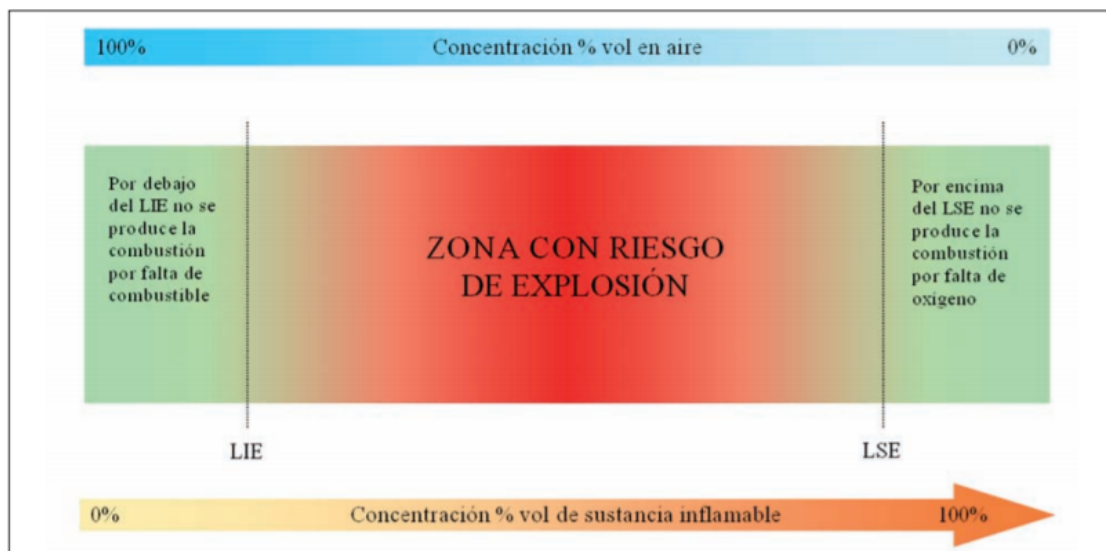 100% Concentración % vol en aire 0%
Por debajo
del LIE no se
produce la
combustión
por falta de
combustible
ZONA CON RIESGO
DE EXPLOSIÓN
Por encima
del LSE no se
produce la
combustión
por falta de
oxígeno
LIE
LSE
0% Concentración % vol de sustancia inflamable 100%